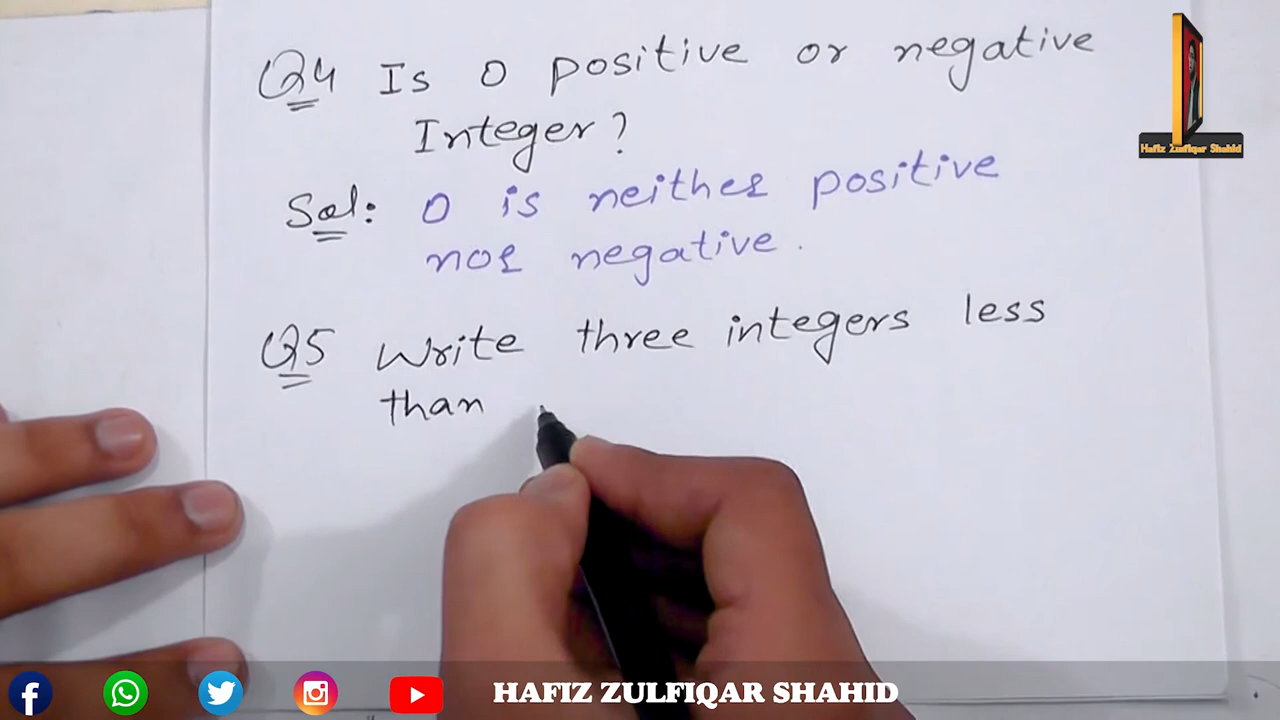 Q4 Is 0 positive or negative
Integer?
Sol: 0 is neither positive
nor negative.
Q5 Write three integers less
than
Hafiz Zulfiqar Shahid
HAFIZ ZULFIQAR SHAHID